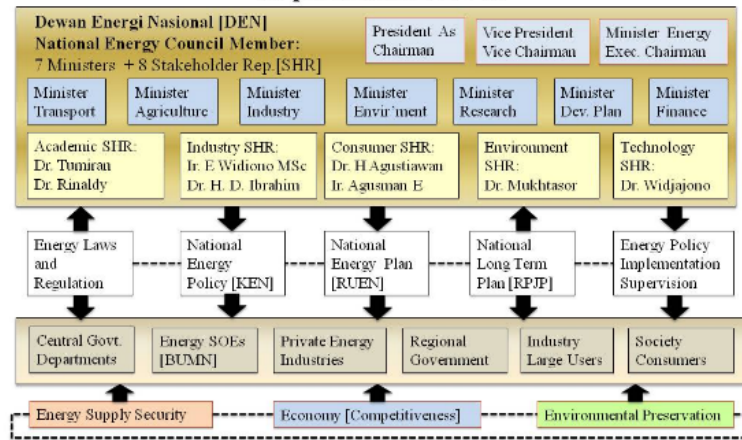 Dewan Energi Nasional [DEN]
National Energy Council Member:
7 Ministers + 8 Stakeholder Rep.[SHR]
President As
Chairman
Vice President
Vice Chairman
Minister Energy
Exec. Chairman
Minister
Transport
Minister
Agriculture
Minister
Industry
Minister
Envir'ment
Minister
Research
Minister
Dev. Plan
Minister
Finance
Academic SHR:
Dr. Tumiran
Dr. Rinaldy
Industry SHR:
Ir. E Widiono MSc
Dr. H. D. Ibrahim
Consumer SHR:
Dr. H Agustiawan
Ir. Agusman E
Environment
SHR:
Dr. Mukhtasor
Technology
SHR:
Dr. Widjajono
Energy Laws
and
Regulation
National
Energy
Policy [KEN]
National
Energy Plan
[RUEN]
National
Long Term
Plan [RPJP]
Energy Policy
Implementation
Supervision
Central Govt.
Departments
Energy SOEs
[BUMN]
Private Energy
Industries
Regional
Government
Industry
Large Users
Society
Consumers
Energy Supply Security
Economy [Competitiveness]
Environmental Preservation